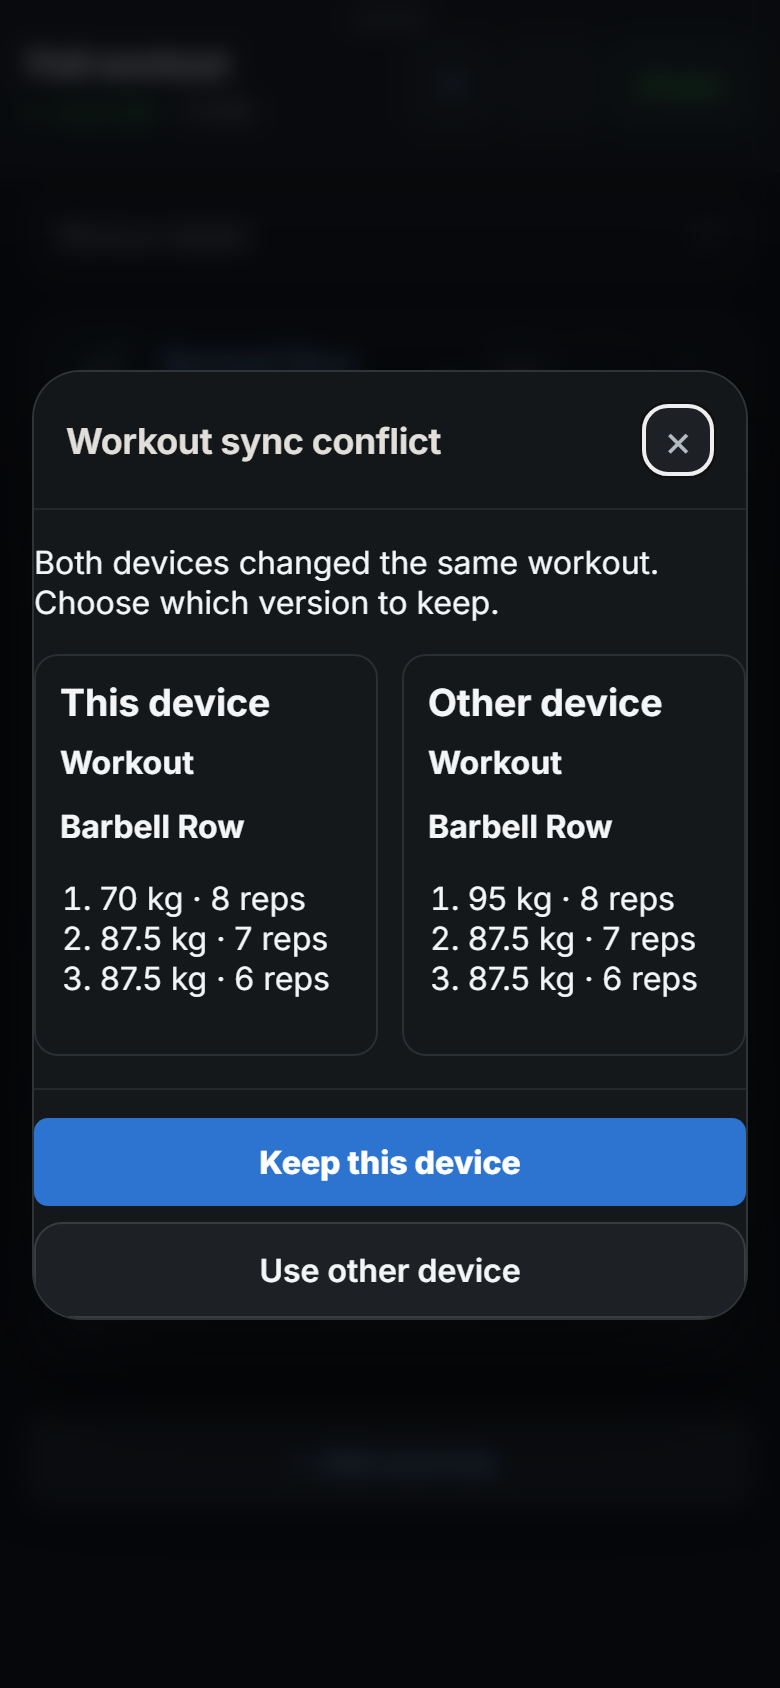 Workout sync conflict
×
Both devices changed the same workout.
Choose which version to keep.
This device
Workout
Barbell Row
1. 70 kg · 8 reps
2. 87.5 kg · 7 reps
3. 87.5 kg · 6 reps
Other device
Workout
Barbell Row
1. 95 kg · 8 reps
2. 87.5 kg · 7 reps
3. 87.5 kg · 6 reps
Keep this device
Use other device